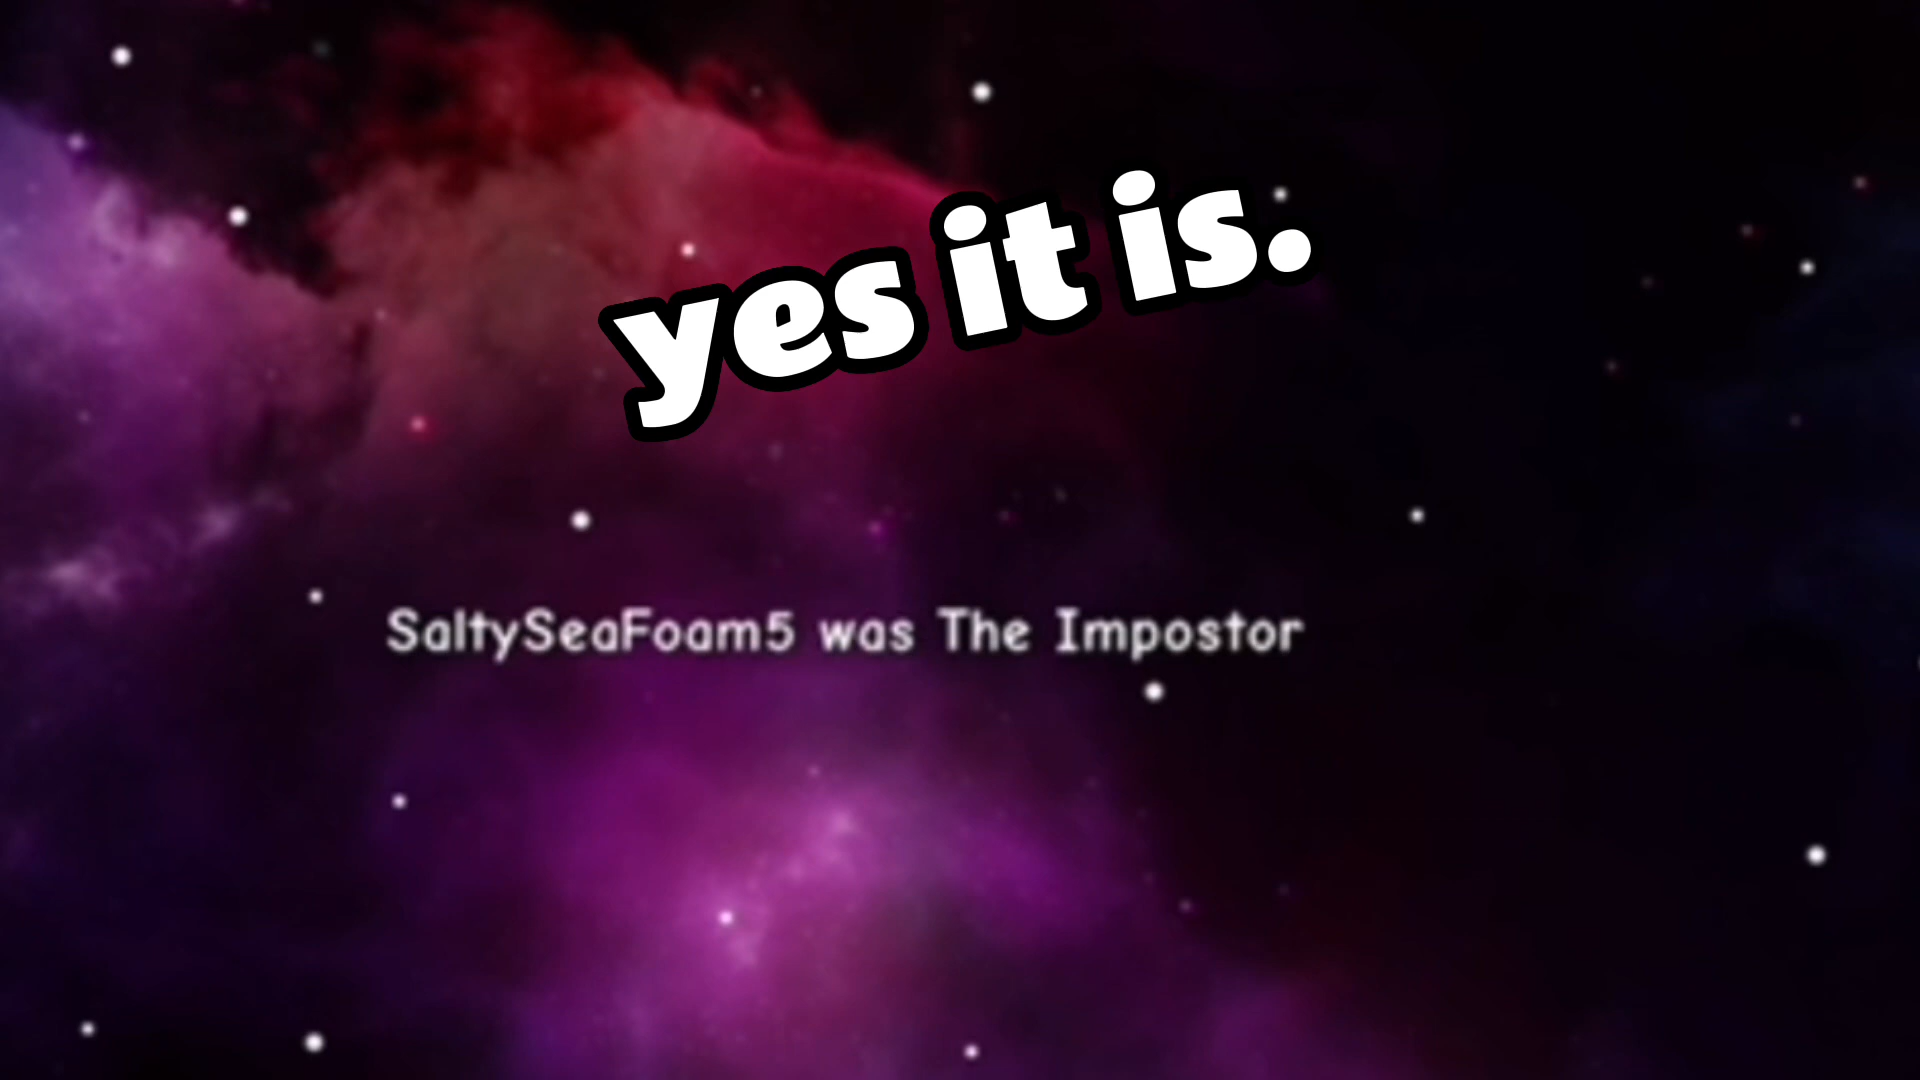 yes it is.
SaltySeaFoam5 was The Impostor